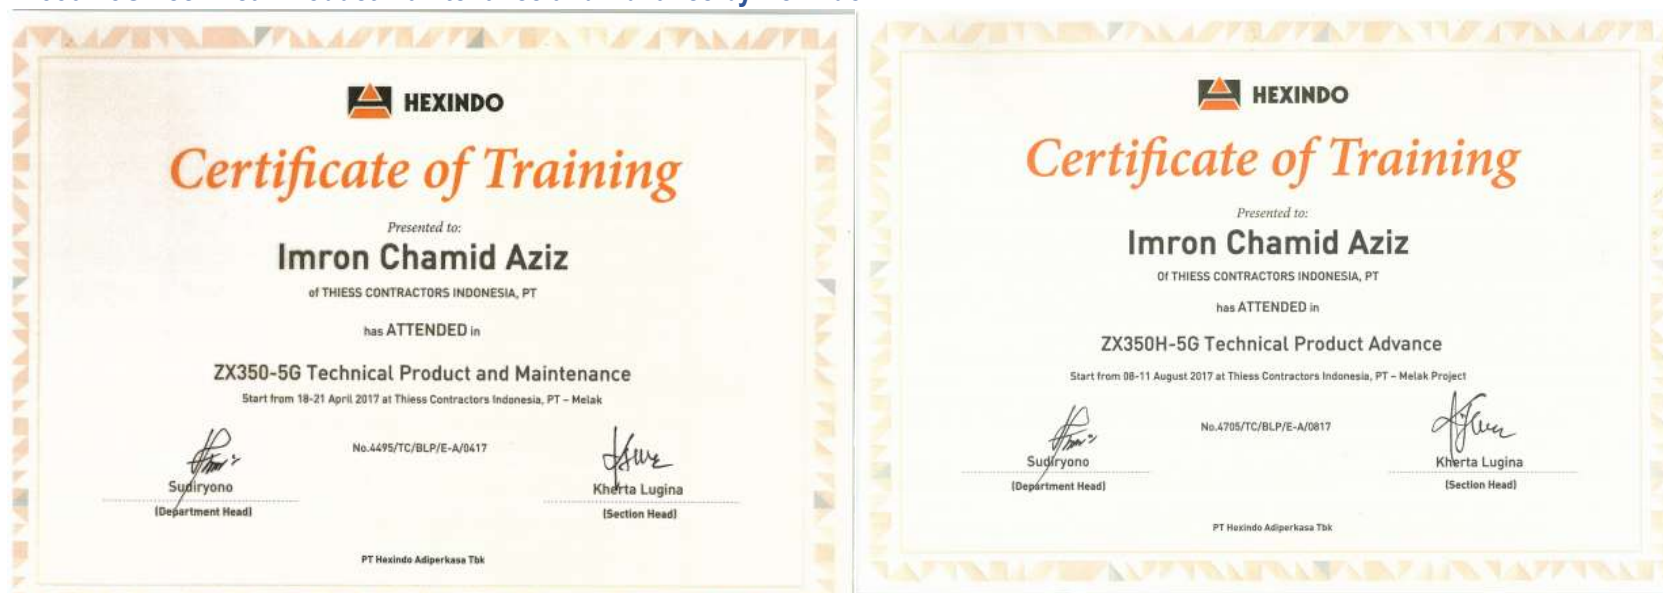 HEXINDO
Certificate of Training
Presented to:
Imron Chamid Aziz
of THIESS CONTRACTORS INDONESIA, PT
has ATTENDED in
ZX350-5G Technical Product and Maintenance
Start from 18-21 April 2017 at Thiess Contractors Indonesia, PT – Melak
No.4495/TC/BLP/E-A/0417
Sudiryono
(Department Head)
Kherta Lugina
(Section Head)
PT Hexindo Adiperkasa Tbk
HEXINDO
Certificate of Training
Presented to:
Imron Chamid Aziz
Of THIESS CONTRACTORS INDONESIA, PT
has ATTENDED in
ZX350H-5G Technical Product Advance
Start from 08-11 August 2017 at Thiess Contractors Indonesia, PT – Melak Project
No.4705/TC/BLP/E-A/0817
Sudiryono
(Department Head)
Kherta Lugina
(Section Head)
PT Hexindo Adiperkasa Tbk